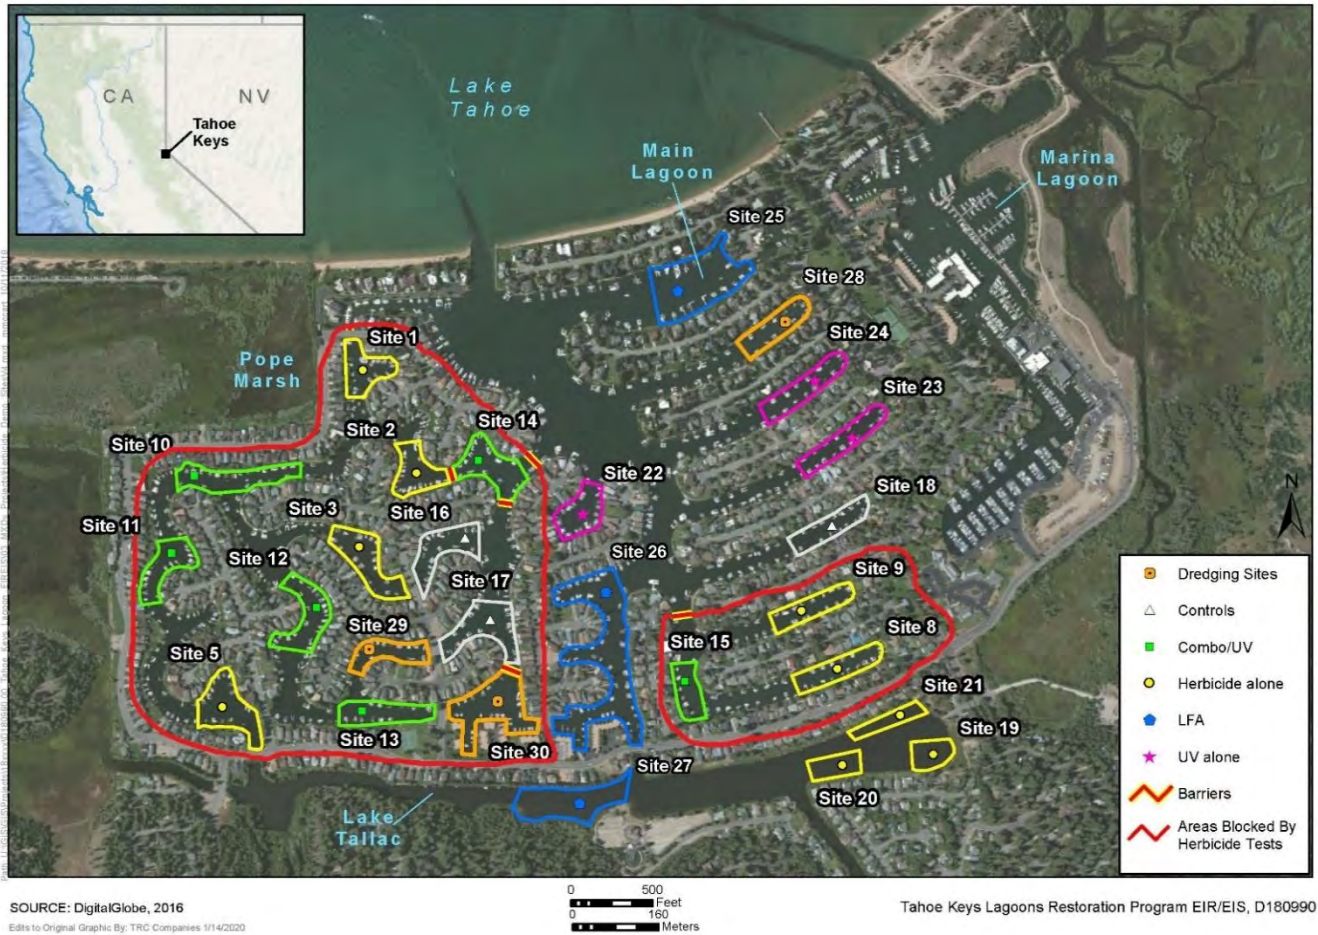 CA
NV
Tahoe
Keys
Lake
Tahoe
Main
Lagoon
Marina
Lagoon
Site 25
Site 28
Site 24
Site 23
Site 1
Pope
Marsh
Site 2
Site 14
Site 10
Site 22
Site 18
Site 3
Site 16
Site 11
Site 12
Site 26
Site 17
Site 9
Site 29
Site 15
Site 8
Site 5
Site 21
Site 13
Site 30
Site 27
Site 19
Site 20
Lake
Tallac
N
Dredging Sites
Controls
Combo/UV
Herbicide alone
LFA
UV alone
Barriers
Areas Blocked By
Herbicide Tests
SOURCE: DigitalGlobe, 2016
Edits to Original Graphic By: TRC Companies 1/14/2020
0 500
Feet
0 160
Meters
Tahoe Keys Lagoons Restoration Program EIR/EIS, D180990